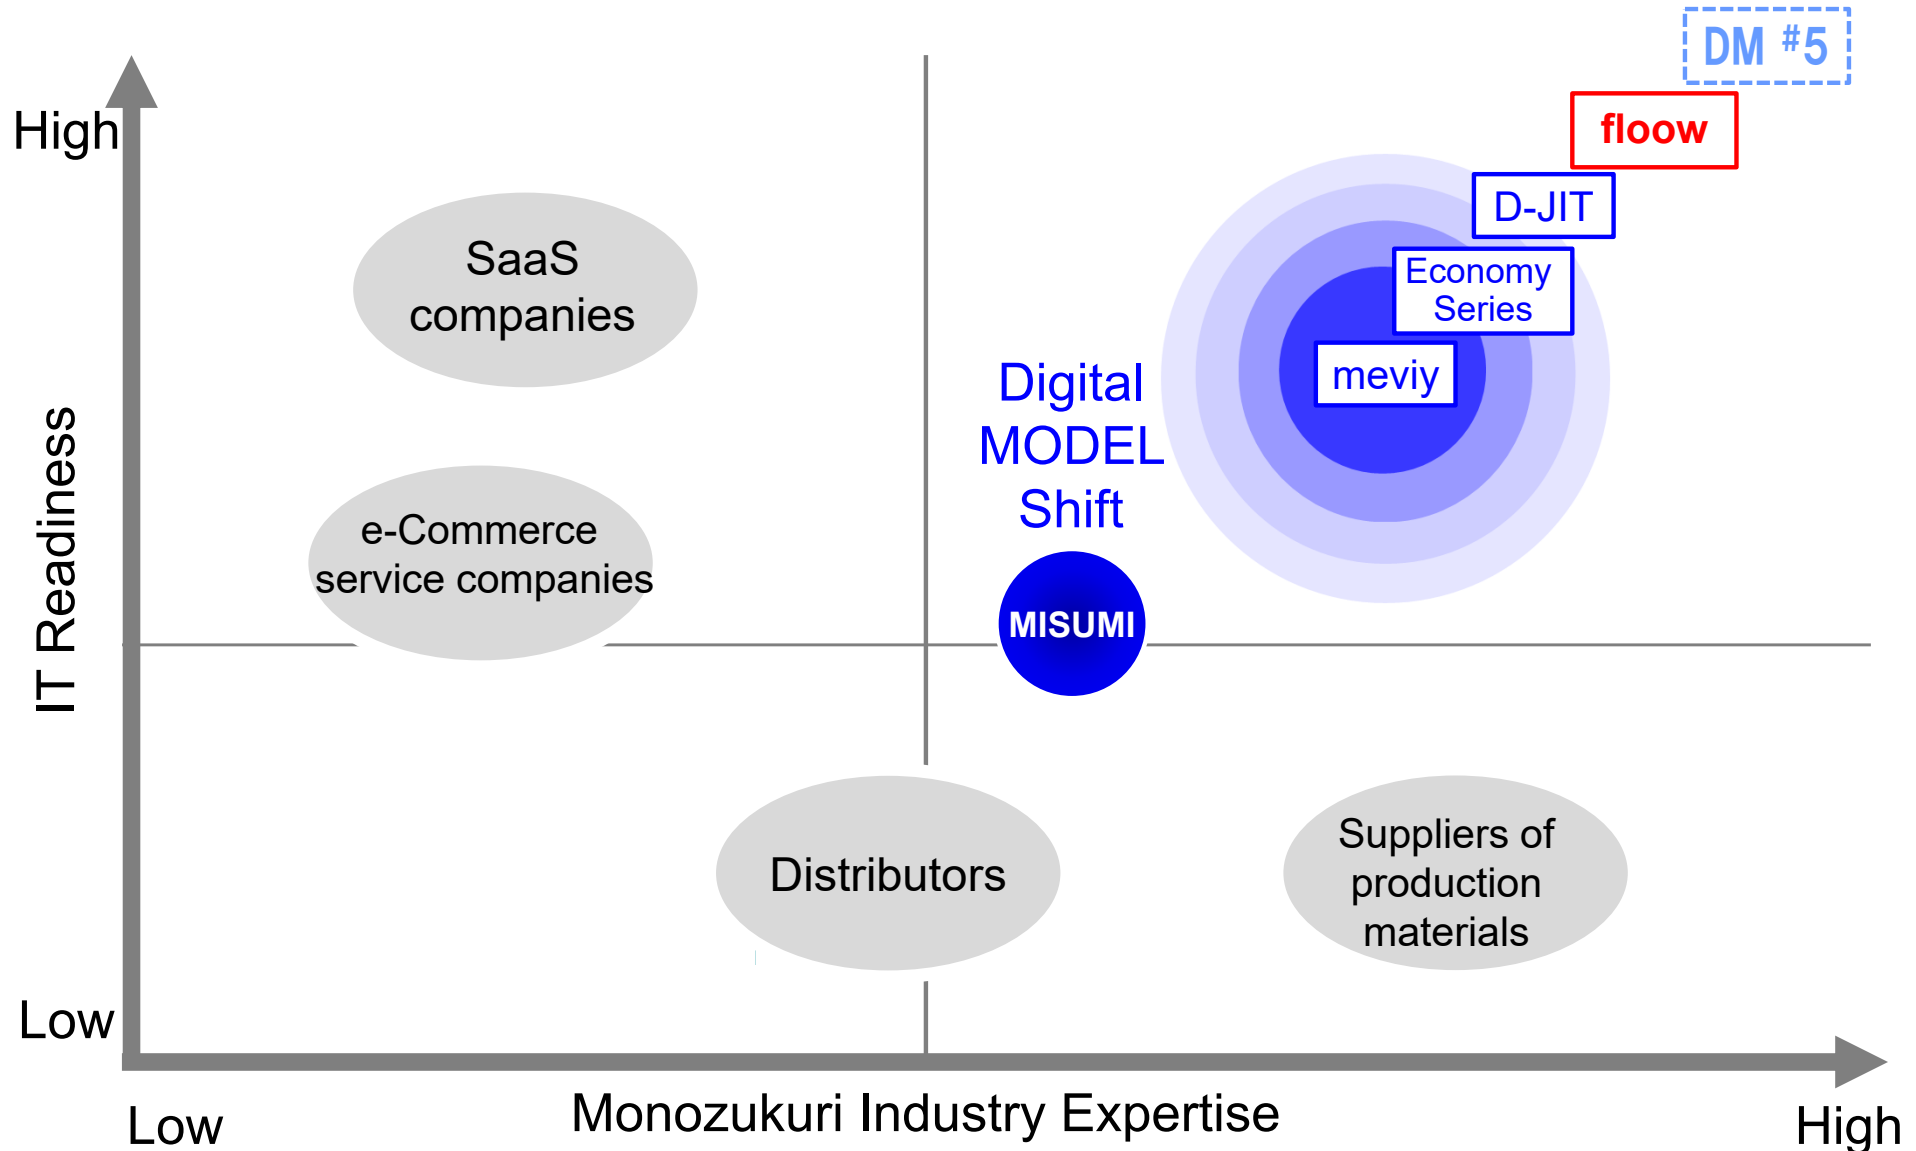 DM #5
High
floow
D-JIT
SaaS
companies
Economy
Series
meviy
Digital
MODEL
Shift
IT Readiness
e-Commerce
service companies
MISUMI
Distributors
Suppliers of
production
materials
Low
Low
Monozukuri Industry Expertise
High